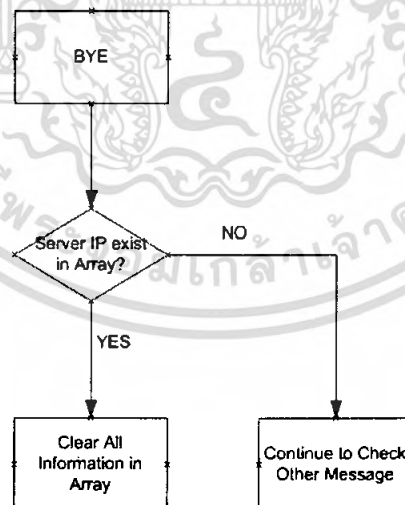 BYE
Server IP exist
in Array?
NO
YES
Clear All
Information in
Array
Continue to Check
Other Message